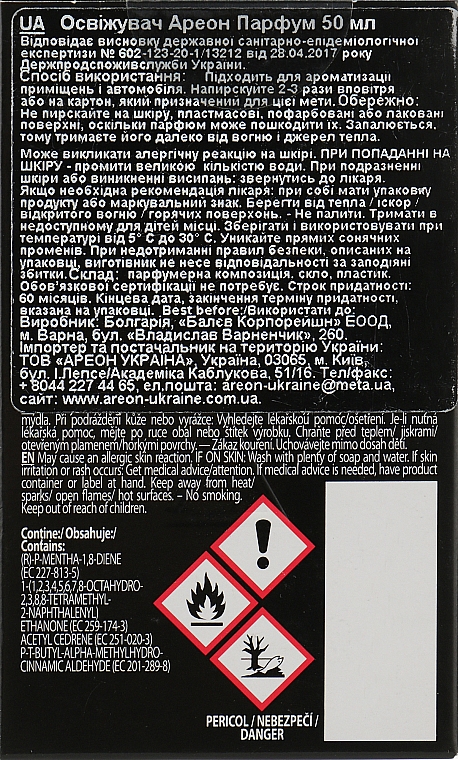 UA Освіжувач Ареон Парфум 50 мл
Відповідає висновку державної санітарно-епідеміологічної
експертизи № 602-123-20-1/13212 від 28.04.2017 року
Держпродспоживслужби України.
Спосіб використання: Підходить для ароматизації
приміщень і автомобіля. Напирскуйте 2-3 рази вповітря
або на картон, який призначений для цієї мети. Обережно:
Не пирскайте на шкіру, пластмасові, пофарбовані або лаковані
поверхні, оскільки парфюм може пошкодити їх. Запалюється,
тому тримаєте його далеко від вогню і джерел тепла.
Може викликати алергічну реакцію на шкірі. ПРИ ПОПАДАННІ НА
ШКІРУ - промити великою кількістю води. При подразненні
шкіри або виникненні висипань: звернутись до лікаря.
Якщо необхідна рекомендація лікаря: при собі мати упаковку
продукту або маркувальний знак. Берегти від тепла / іскор /
відкритого вогню / горячих поверхонь. - Не палити. Тримати в
недоступному для дітей місці. Зберігати і використовувати при
температурі від 5° С до 30° С. Уникайте прямих сонячних
променів. При недотриманні правил безпеки, описаних на
упаковці, виготівник не несе відповідальності за заподіяні
збитки.Склад: парфумерна композиція, скло, пластик.
Обов'язкової сертифікації не потребує. Строк придатності:
60 місяців. Кінцева дата, закінчення терміну придатності,
вказана на упаковці. Best before:/Використати до:
Виробник: Болгарія, «Балєв Корпорейшн» ЕООД,
м. Варна, бул. «Владислав Варненчик», 260.
Імпортер та постачальник на територію України:
ТОВ «АРЕОН УКРАЇНА», Україна, 03065, м. Київ,
бул. І.Лепсе/Академіка Каблукова, 51/16. Тел/факс:
+ 8044 227 44 65, ел.пошта: areon-ukraine@meta.ua,
сайт: www.areon-ukraine.com.ua.
mýdla. Při podráždění kůže nebo vyrážce: Vyhledejte lékařskou pomoc/ošetření. Je-li nutná
lékařská pomoc, mějte po ruce obal nebo štítek výrobku. Chraňte před teplem/ jiskrami/
otevřeným plamenem/horkými povrchy — Zákaz kouření. Uchovávejte mimo dosah dětí.
EN May cause an allergic skin reaction. IF ON SKIN: Wash with plenty of soap and water. If skin
irritation or rash occurs: Get medical advice/attention. If medical advice is needed, have product
container or label at hand. Keep away from heat/
sparks/ open flames/ hot surfaces. – No smoking.
Keep out of reach of children.
Contine:/ Obsahuje:/
Contains:
(R)-P-MENTHA-1,8-DIENE
(EC 227-813-5)
1-(1,2,3,4,5,6,7,8-OCTAHYDRO-
2,3,8,8-TETRAMETHYL-
2-NAPHTHALENYL)
ETHANONE (EC 259-174-3)
ACETYL CEDRENE (EC 251-020-3)
P-T-BUTYL-ALPHA-METHYLHYDRO-
CINNAMIC ALDEHYDE (EC 201-289-8)
PERICOL / NEBEZPEČÍ /
DANGER